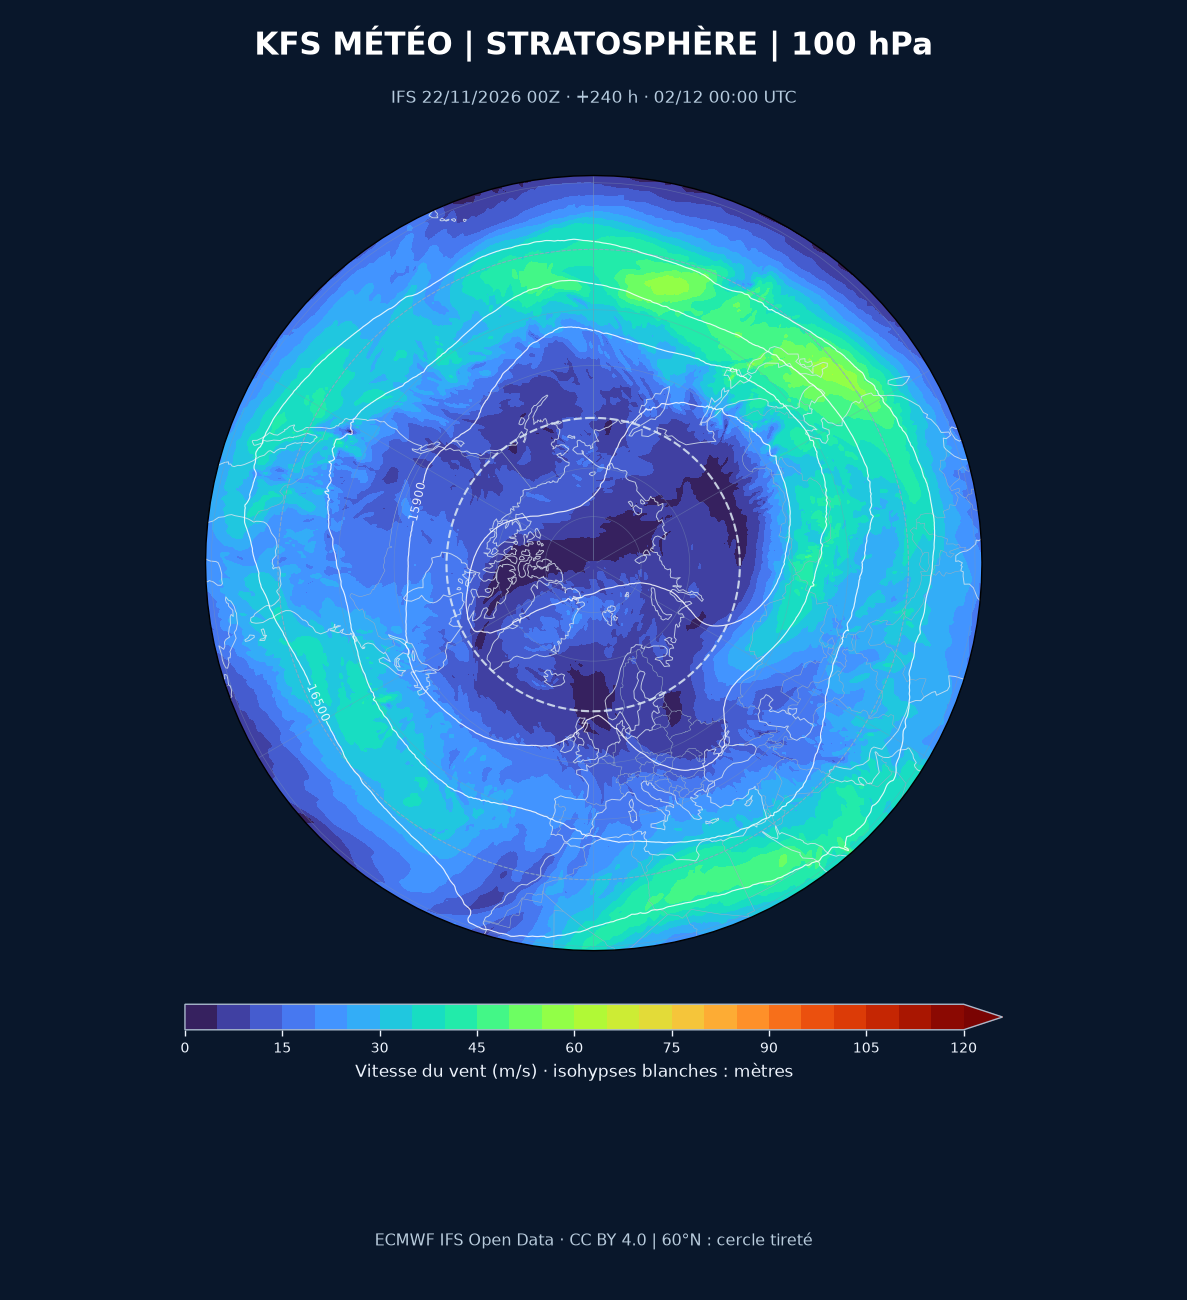 KFS MÉTÉO | STRATOSPHÈRE | 100 hPa
IFS 22/11/2026 00Z · +240 h · 02/12 00:00 UTC
15900
16500
0 15 30 45 60 75 90 105 120
Vitesse du vent (m/s) · isohypses blanches : mètres
ECMWF IFS Open Data · CC BY 4.0 | 60°N : cercle tireté